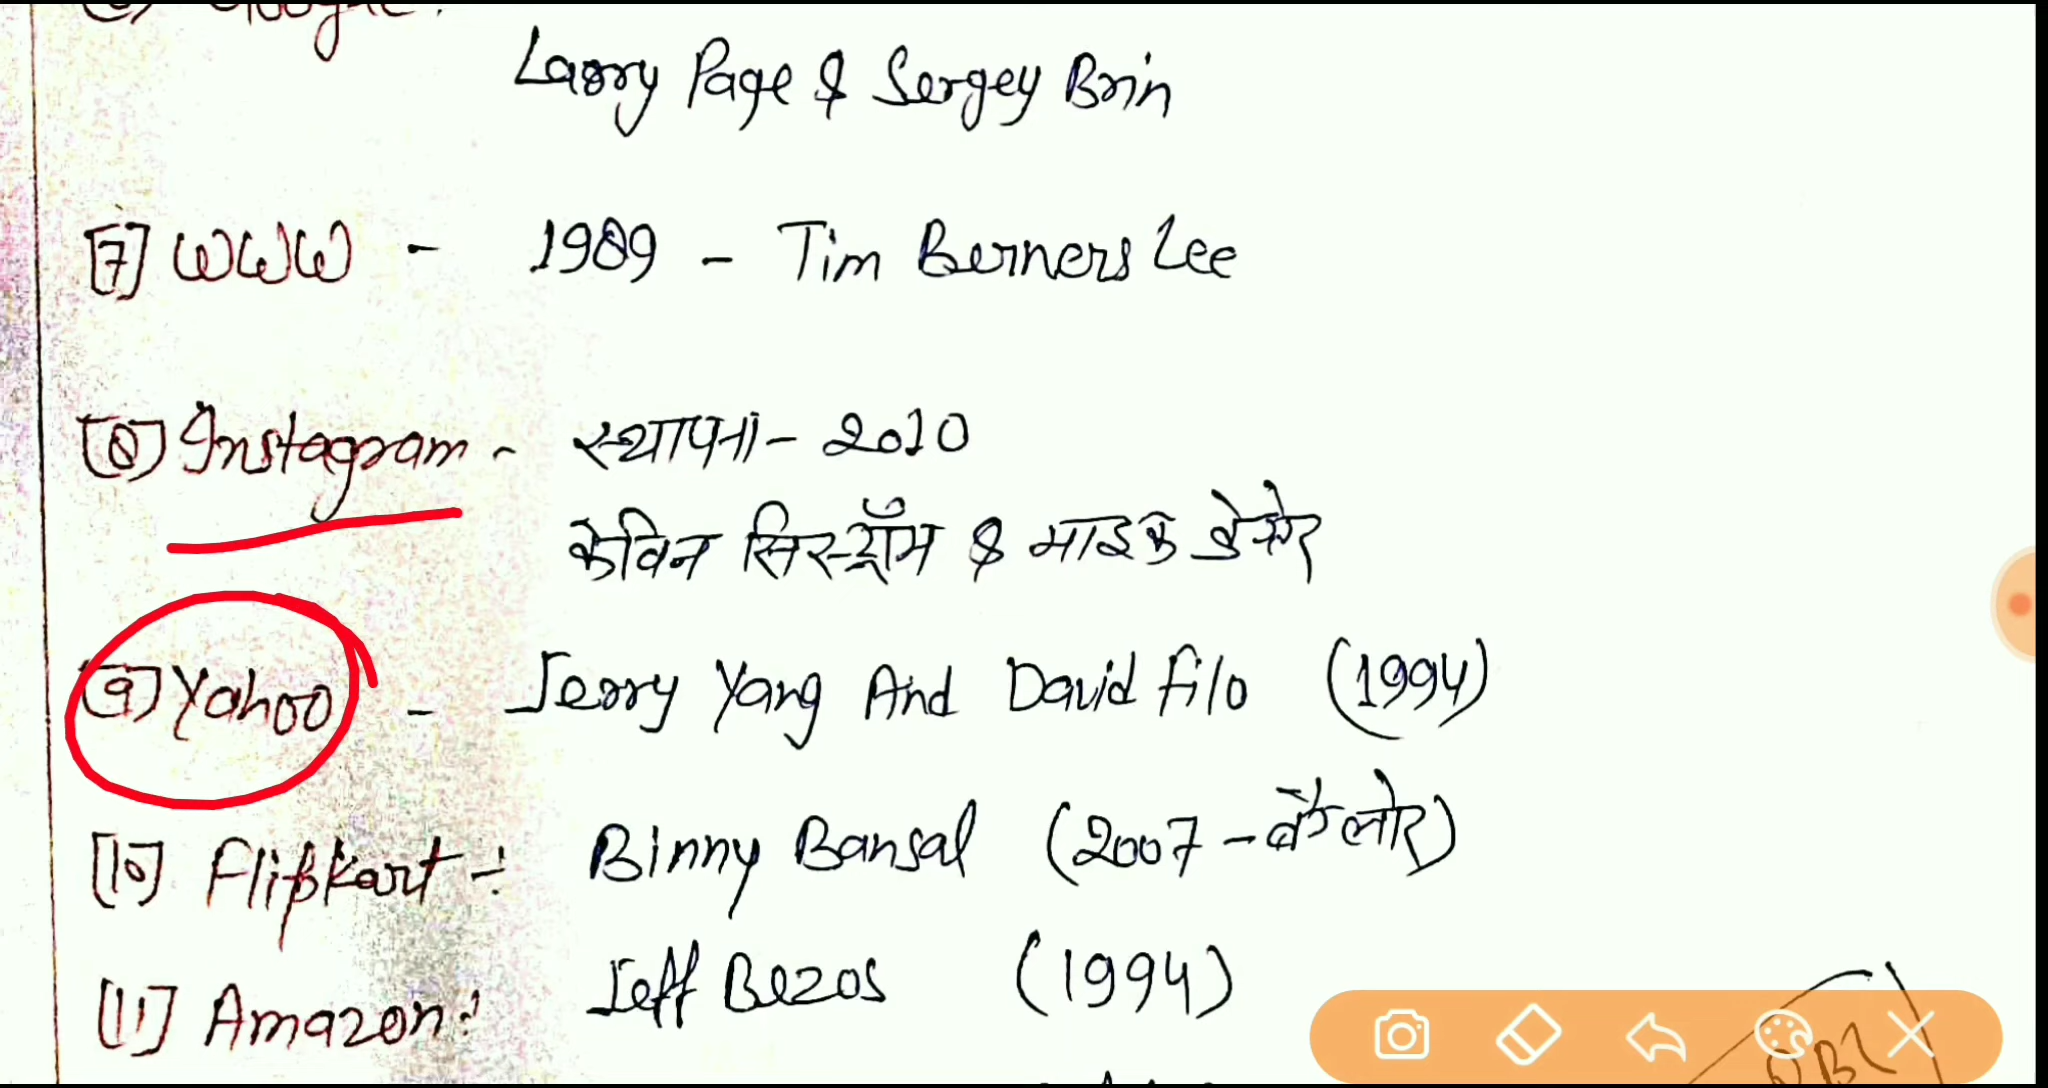 Google:
Larry Page & Sergey Brin
[7] WWW - 1989 - Tim Berners Lee
[8] Instagram - स्थापना - 2010
केविन सिस्ट्रॉम & माइक
[9] Yahoo - Jerry Yang And David Filo (1994)
[10] Flipkart :- Binny Bansal (2007 - बैंगलोर)
[11] Amazon: Jeff Bezos (1994)